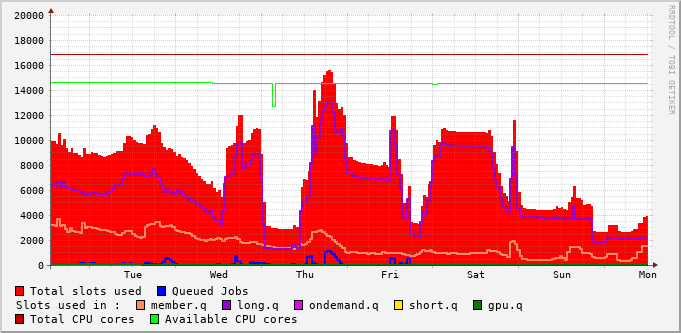 20000
18000
16000
14000
12000
10000
8000
6000
4000
2000
0
Tue Wed Thu Fri Sat Sun Mon
Total slots used Queued Jobs
Slots used in : member.q long.q ondemand.q short.q gpu.q
Total CPU cores Available CPU cores
RRDTOOL / TOBI OETIKER